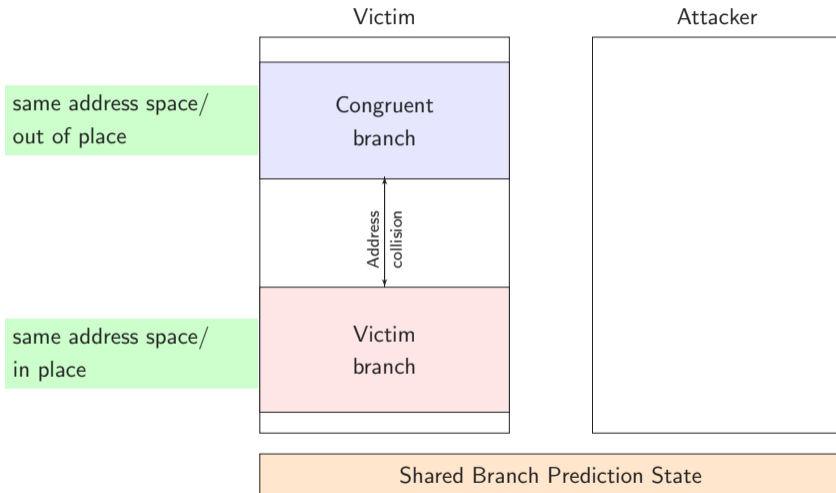 Victim
Attacker
same address space/
out of place
Congruent
branch
Address
collision
same address space/
in place
Victim
branch
Shared Branch Prediction State